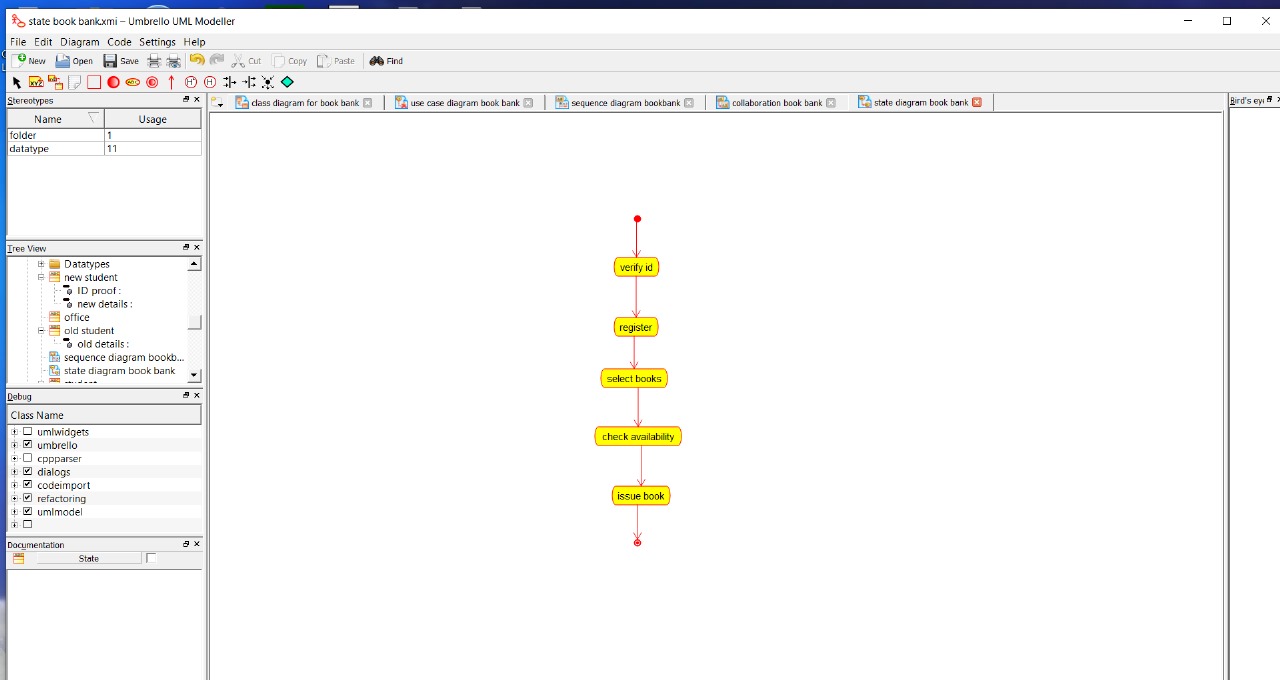 state book bank.xmi – Umbrello UML Modeller
File Edit Diagram Code Settings Help
New Open Save Cut Copy Paste Find
Stereotypes
Name Usage
folder 1
datatype 11
Tree View
Datatypes
new student
ID proof :
new details :
office
old student
old details :
sequence diagram bookb...
state diagram book bank
Debug
Class Name
umlwidgets
umbrello
cppparser
dialogs
codeimport
refactoring
umlmodel
Documentation
State
class diagram for book bank
use case diagram book bank
sequence diagram bookbank
collaboration book bank
state diagram book bank
verify id
register
select books
check availability
issue book
Bird's ey